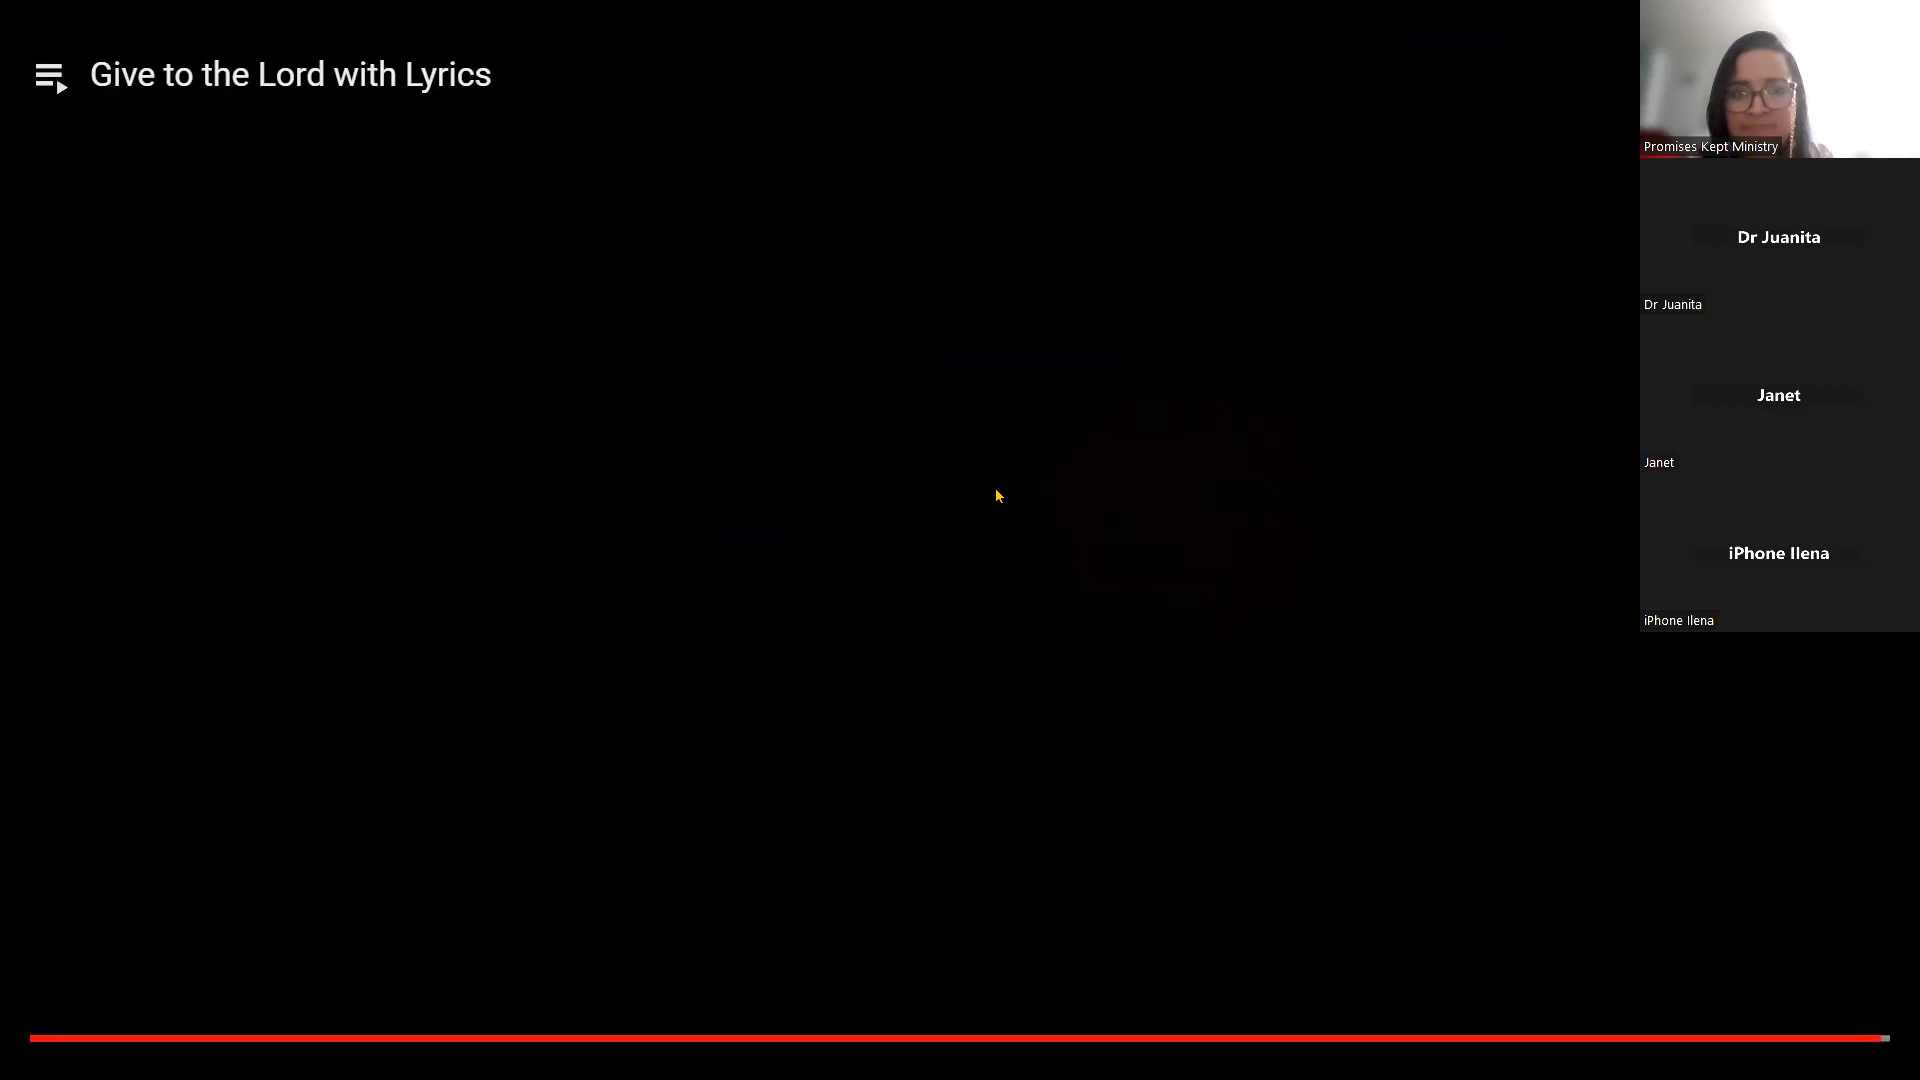 Give to the Lord with Lyrics
Promises Kept Ministry
Dr Juanita
Dr Juanita
Janet
Janet
iPhone Ilena
iPhone Ilena